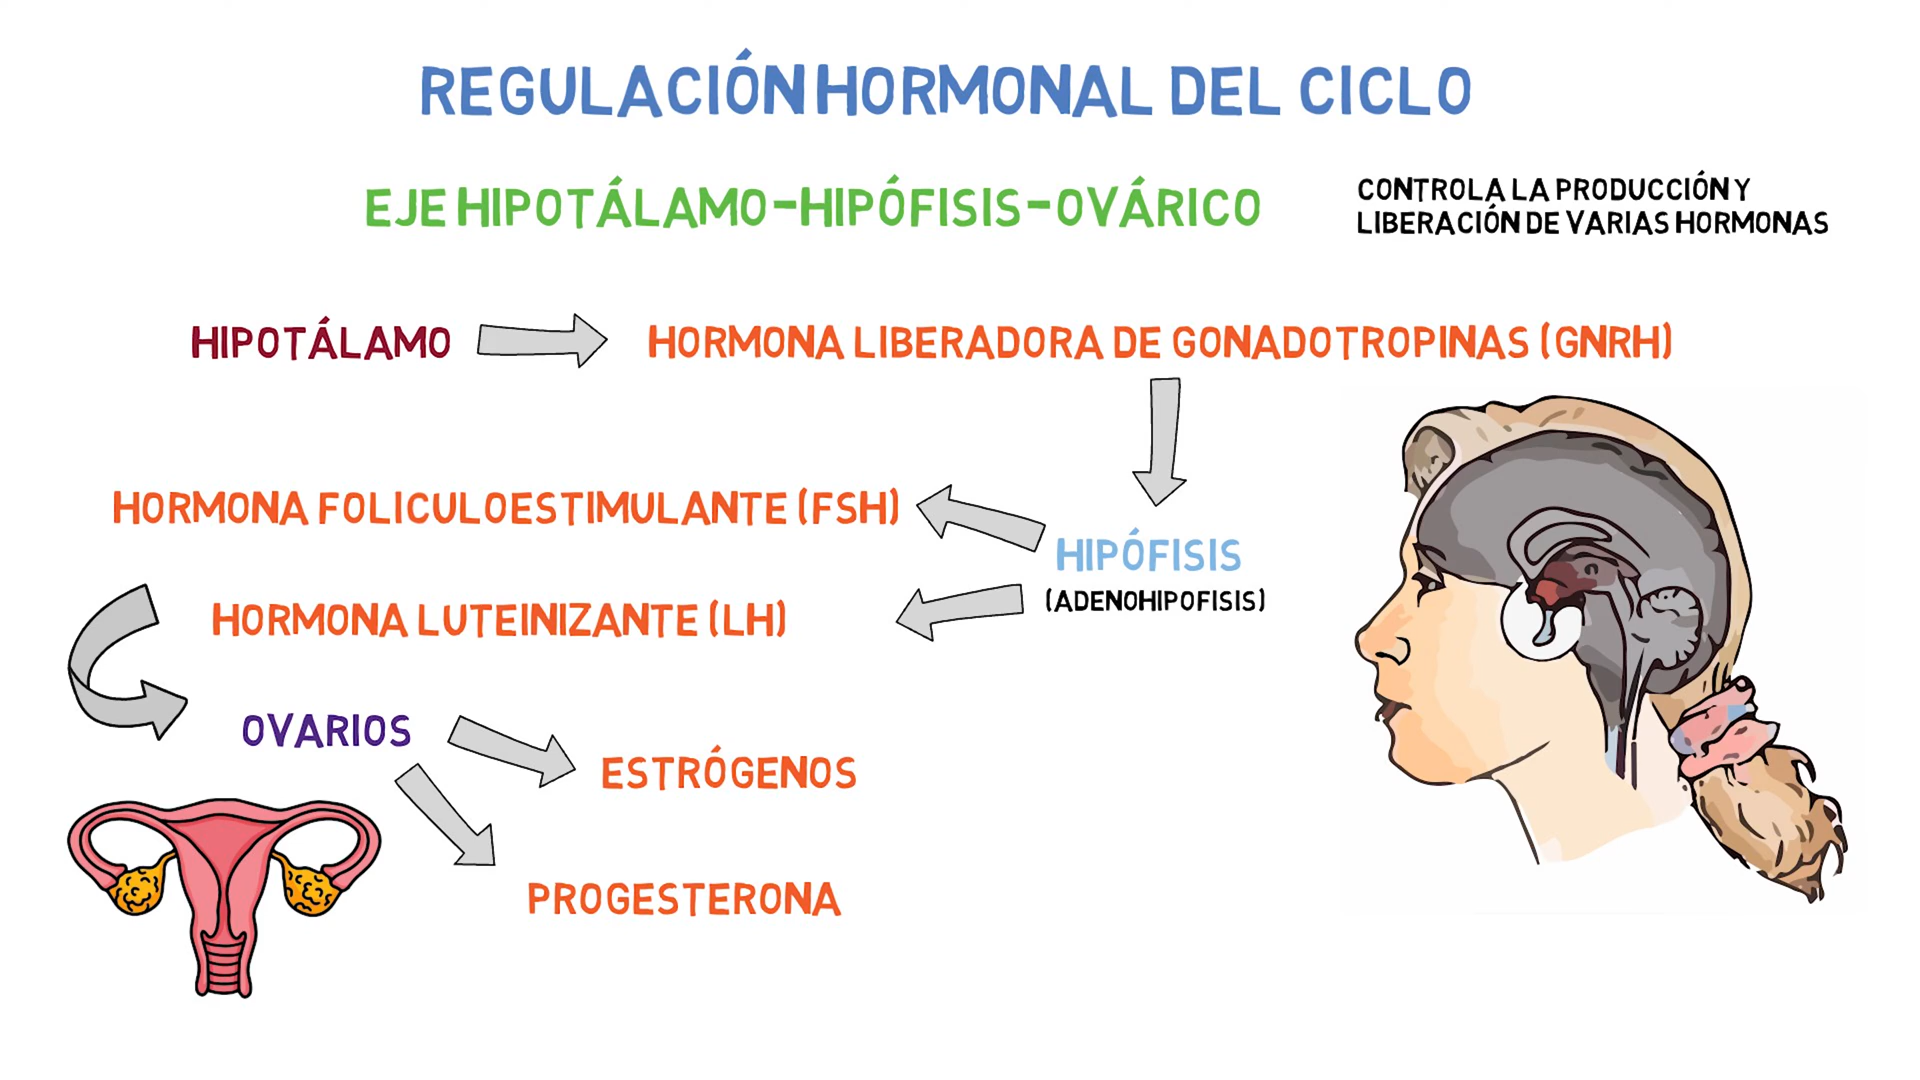 REGULACIÓN HORMONAL DEL CICLO
EJE HIPOTÁLAMO-HIPÓFISIS-OVÁRICO
CONTROLA LA PRODUCCIÓN Y
LIBERACIÓN DE VARIAS HORMONAS
HIPOTÁLAMO
HORMONA LIBERADORA DE GONADOTROPINAS (GNRH)
HORMONA FOLICULOESTIMULANTE (FSH)
HIPÓFISIS
(ADENOHIPOFISIS)
HORMONA LUTEINIZANTE (LH)
OVARIOS
ESTRÓGENOS
PROGESTERONA